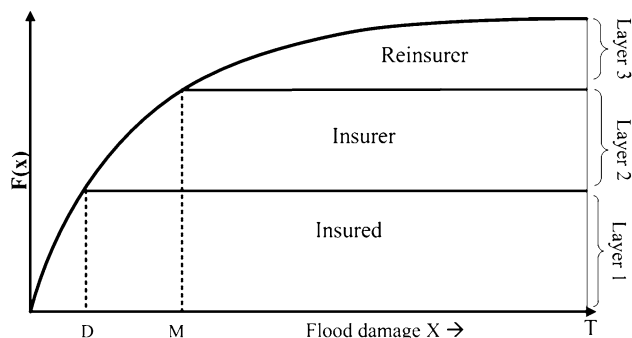 Reinsurer
Layer 3
Insurer
Layer 2
F(x)
Insured
Layer 1
D
M
Flood damage X →
T